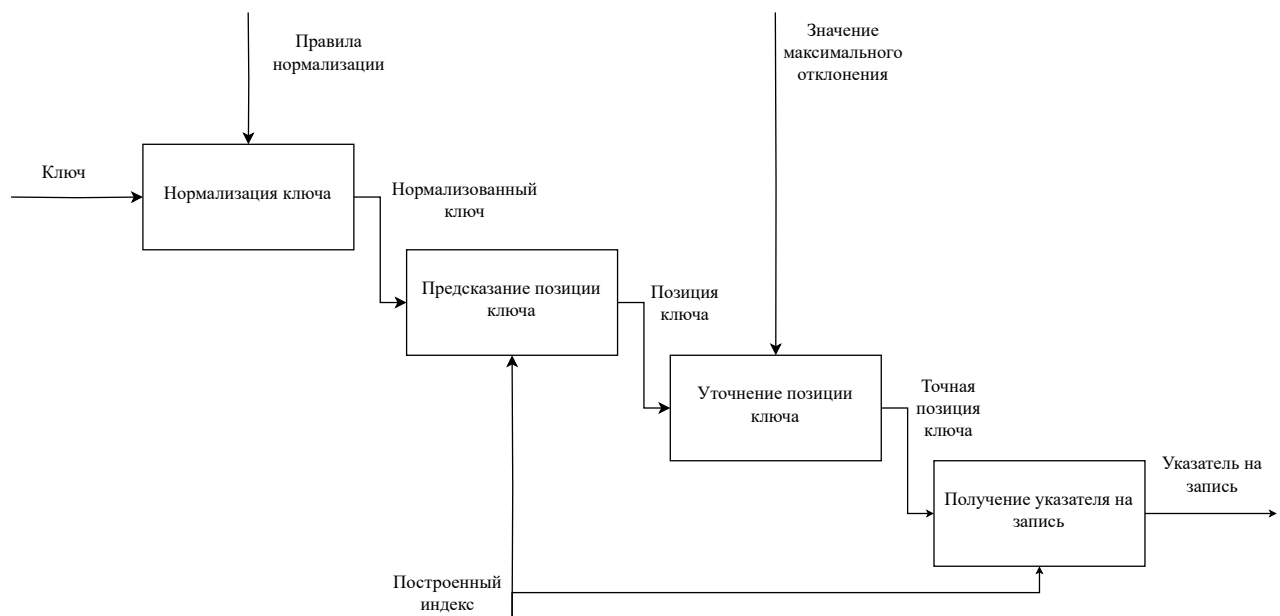 Правила
нормализации
Значение
максимального
отклонения
Ключ
Нормализация ключа
Нормализованный
ключ
Предсказание позиции
ключа
Позиция
ключа
Уточнение позиции
ключа
Точная
позиция
ключа
Получение указателя на
запись
Указатель на
запись
Построенный
индекс